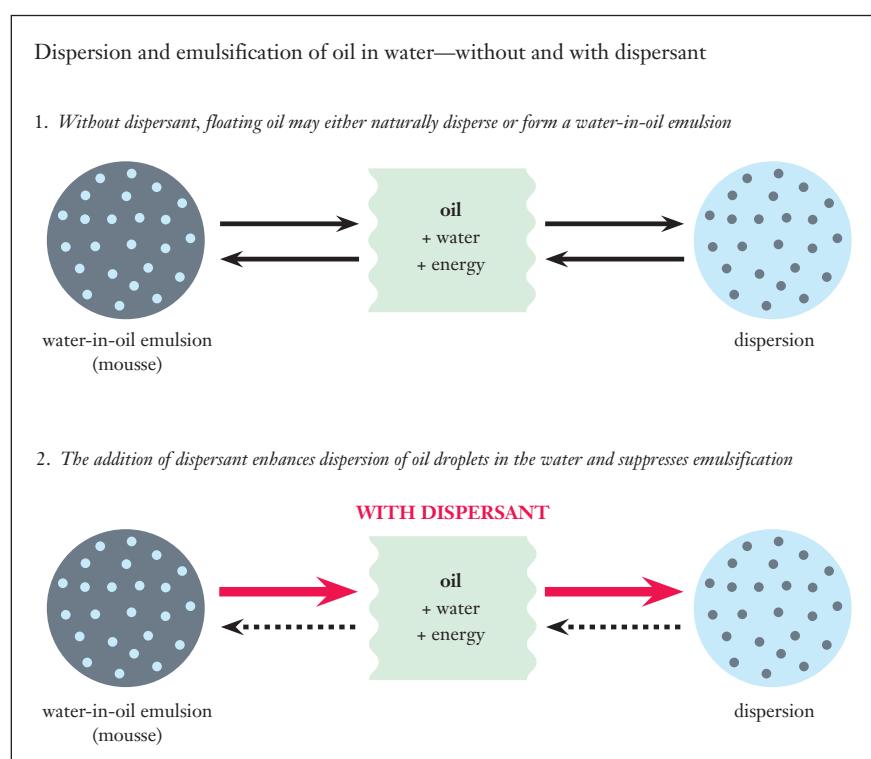 Dispersion and emulsification of oil in water—without and with dispersant
1. Without dispersant, floating oil may either naturally disperse or form a water-in-oil emulsion
oil
+ water
+ energy
water-in-oil emulsion
(mousse)
dispersion
2. The addition of dispersant enhances dispersion of oil droplets in the water and suppresses emulsification
WITH DISPERSANT
oil
+ water
+ energy
water-in-oil emulsion
(mousse)
dispersion